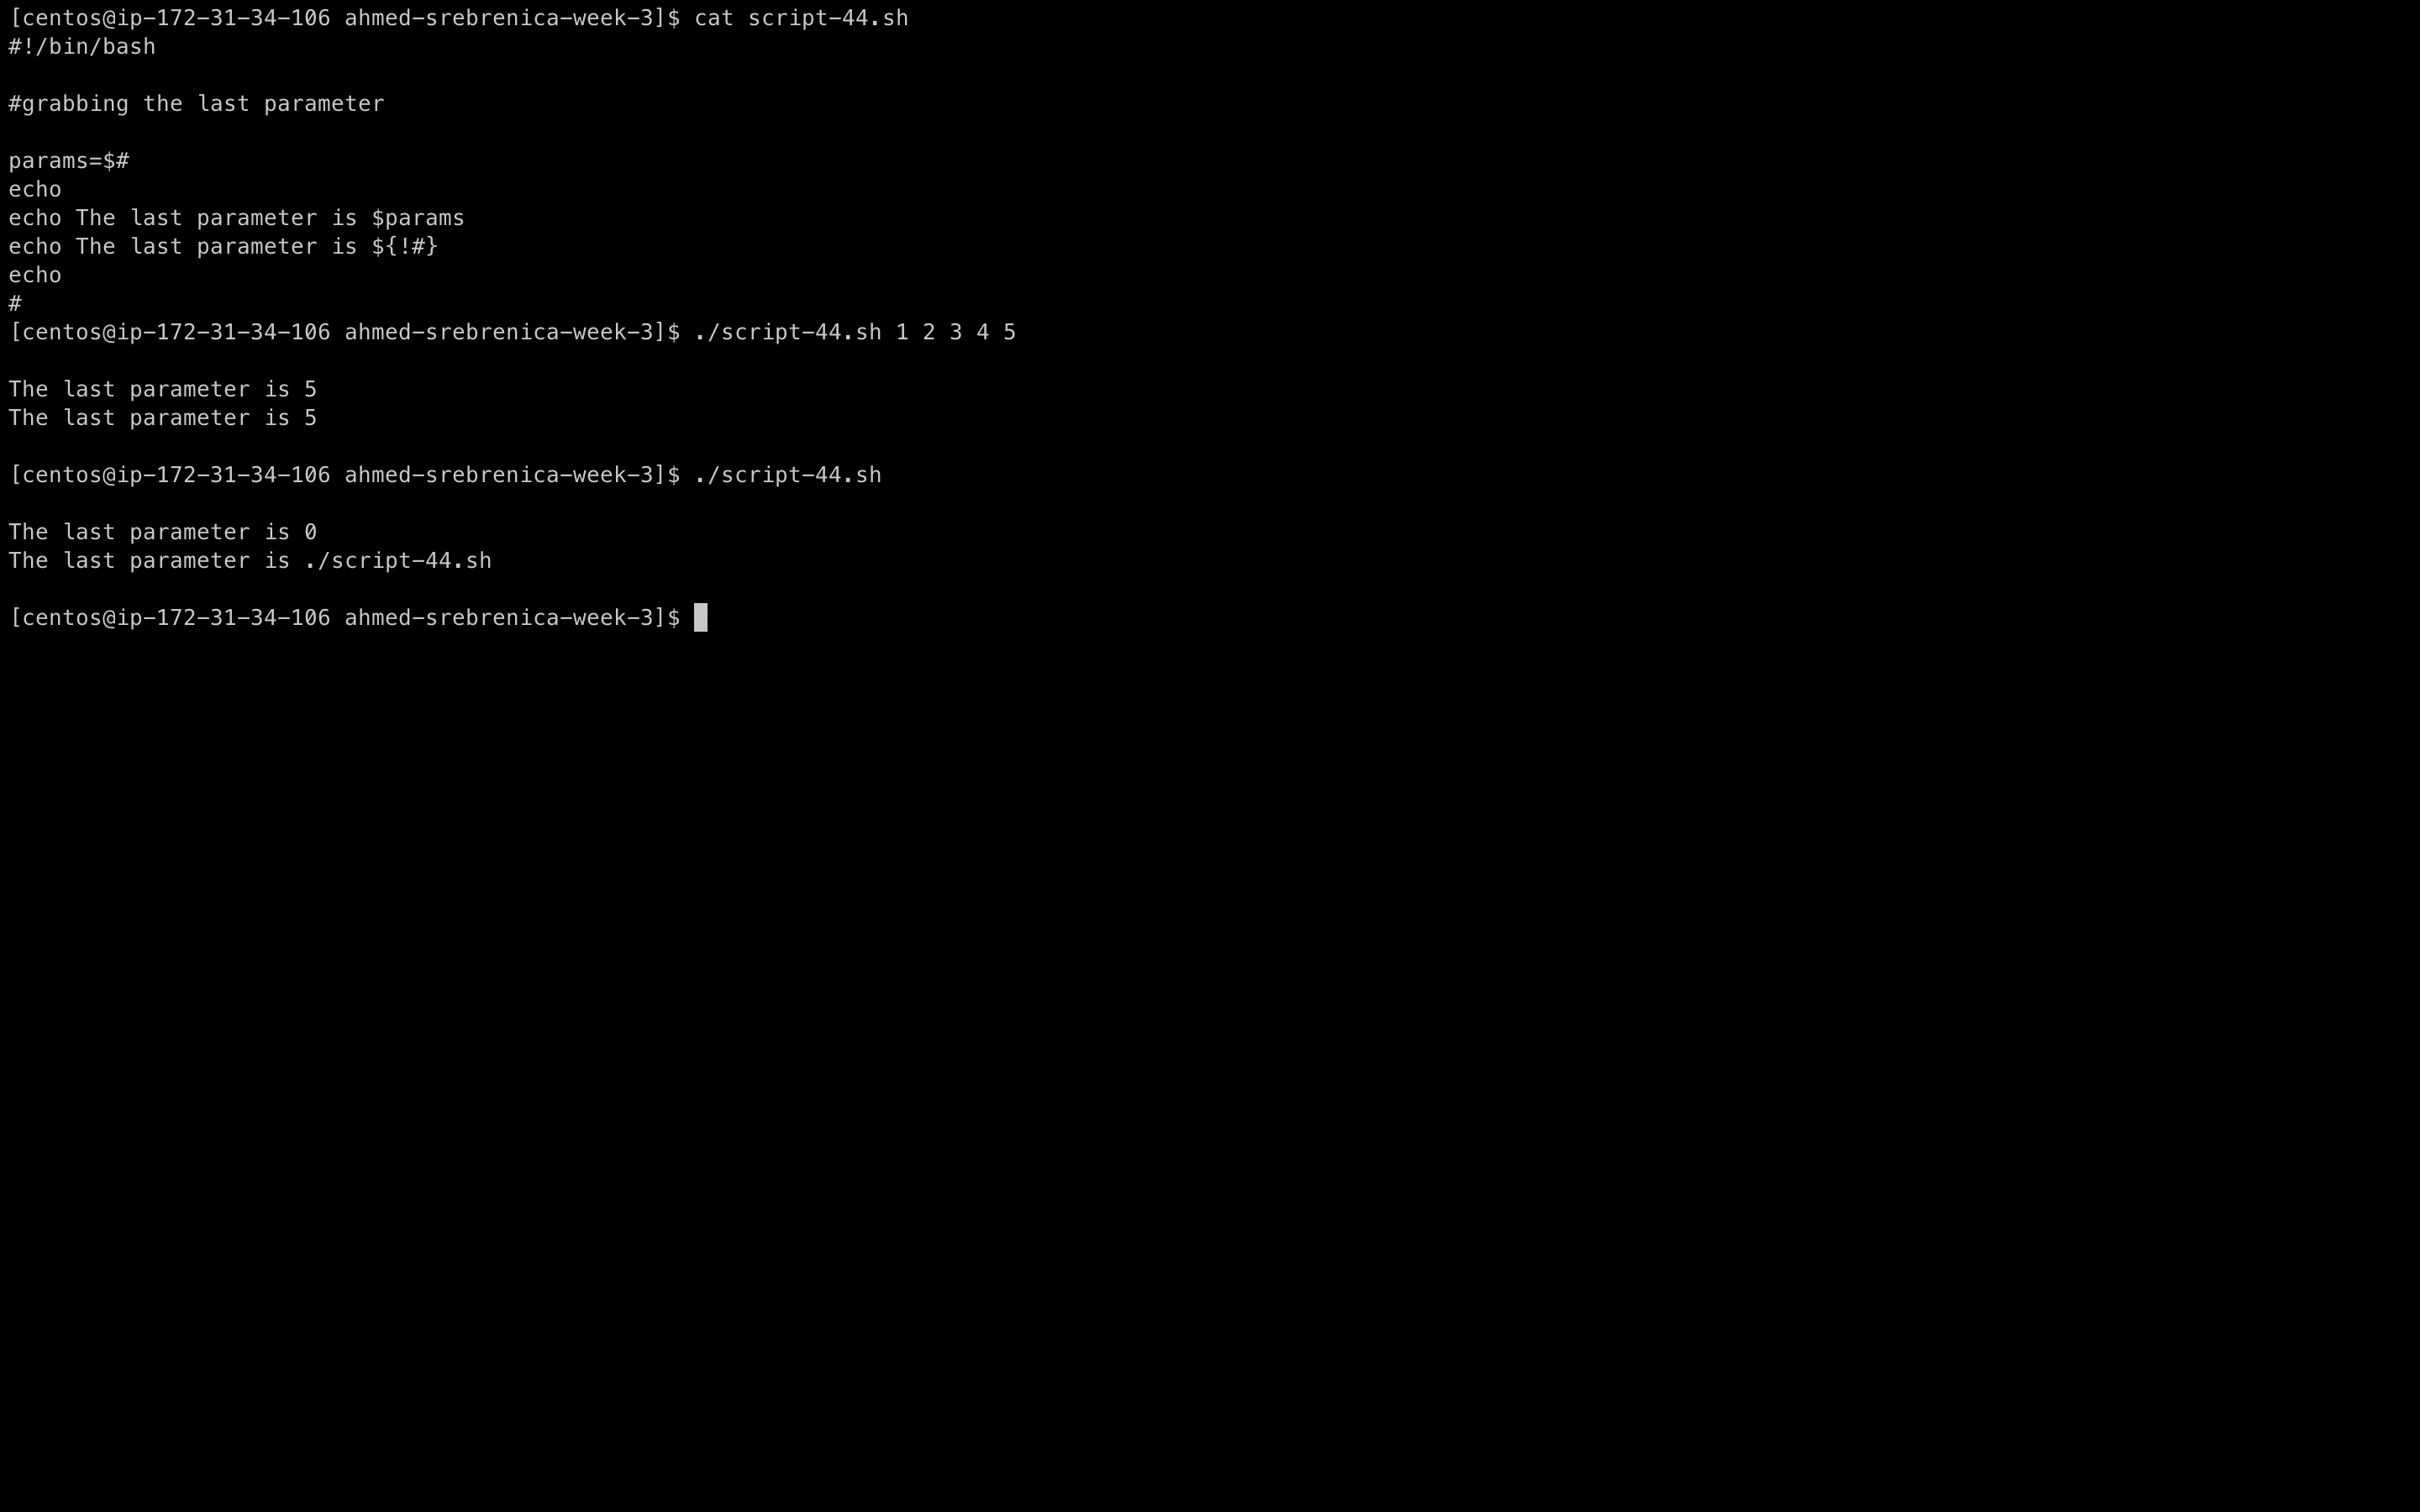 [centos@ip-172-31-34-106 ahmed-srebrenica-week-3]$ cat script-44.sh
#!/bin/bash

#grabbing the last parameter

params=$#
echo
echo The last parameter is $params
echo The last parameter is ${!#}
echo
#
[centos@ip-172-31-34-106 ahmed-srebrenica-week-3]$ ./script-44.sh 1 2 3 4 5

The last parameter is 5
The last parameter is 5

[centos@ip-172-31-34-106 ahmed-srebrenica-week-3]$ ./script-44.sh

The last parameter is 0
The last parameter is ./script-44.sh

[centos@ip-172-31-34-106 ahmed-srebrenica-week-3]$